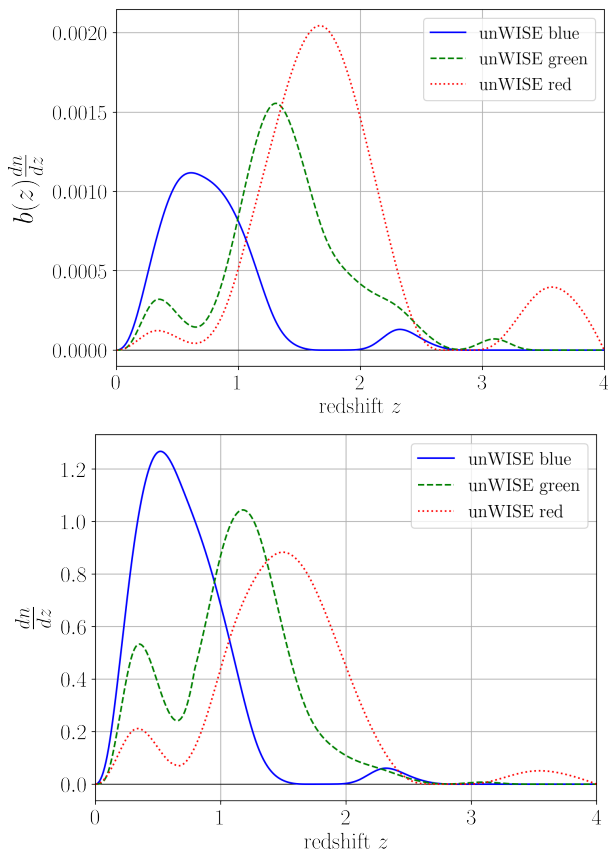 0.0020
0.0015
0.0010
0.0005
0.0000
b(z) dn/dz
unWISE blue
unWISE green
unWISE red
0 1 2 3 4
redshift z
1.2
1.0
0.8
0.6
0.4
0.2
0.0
dn/dz
unWISE blue
unWISE green
unWISE red
0 1 2 3 4
redshift z